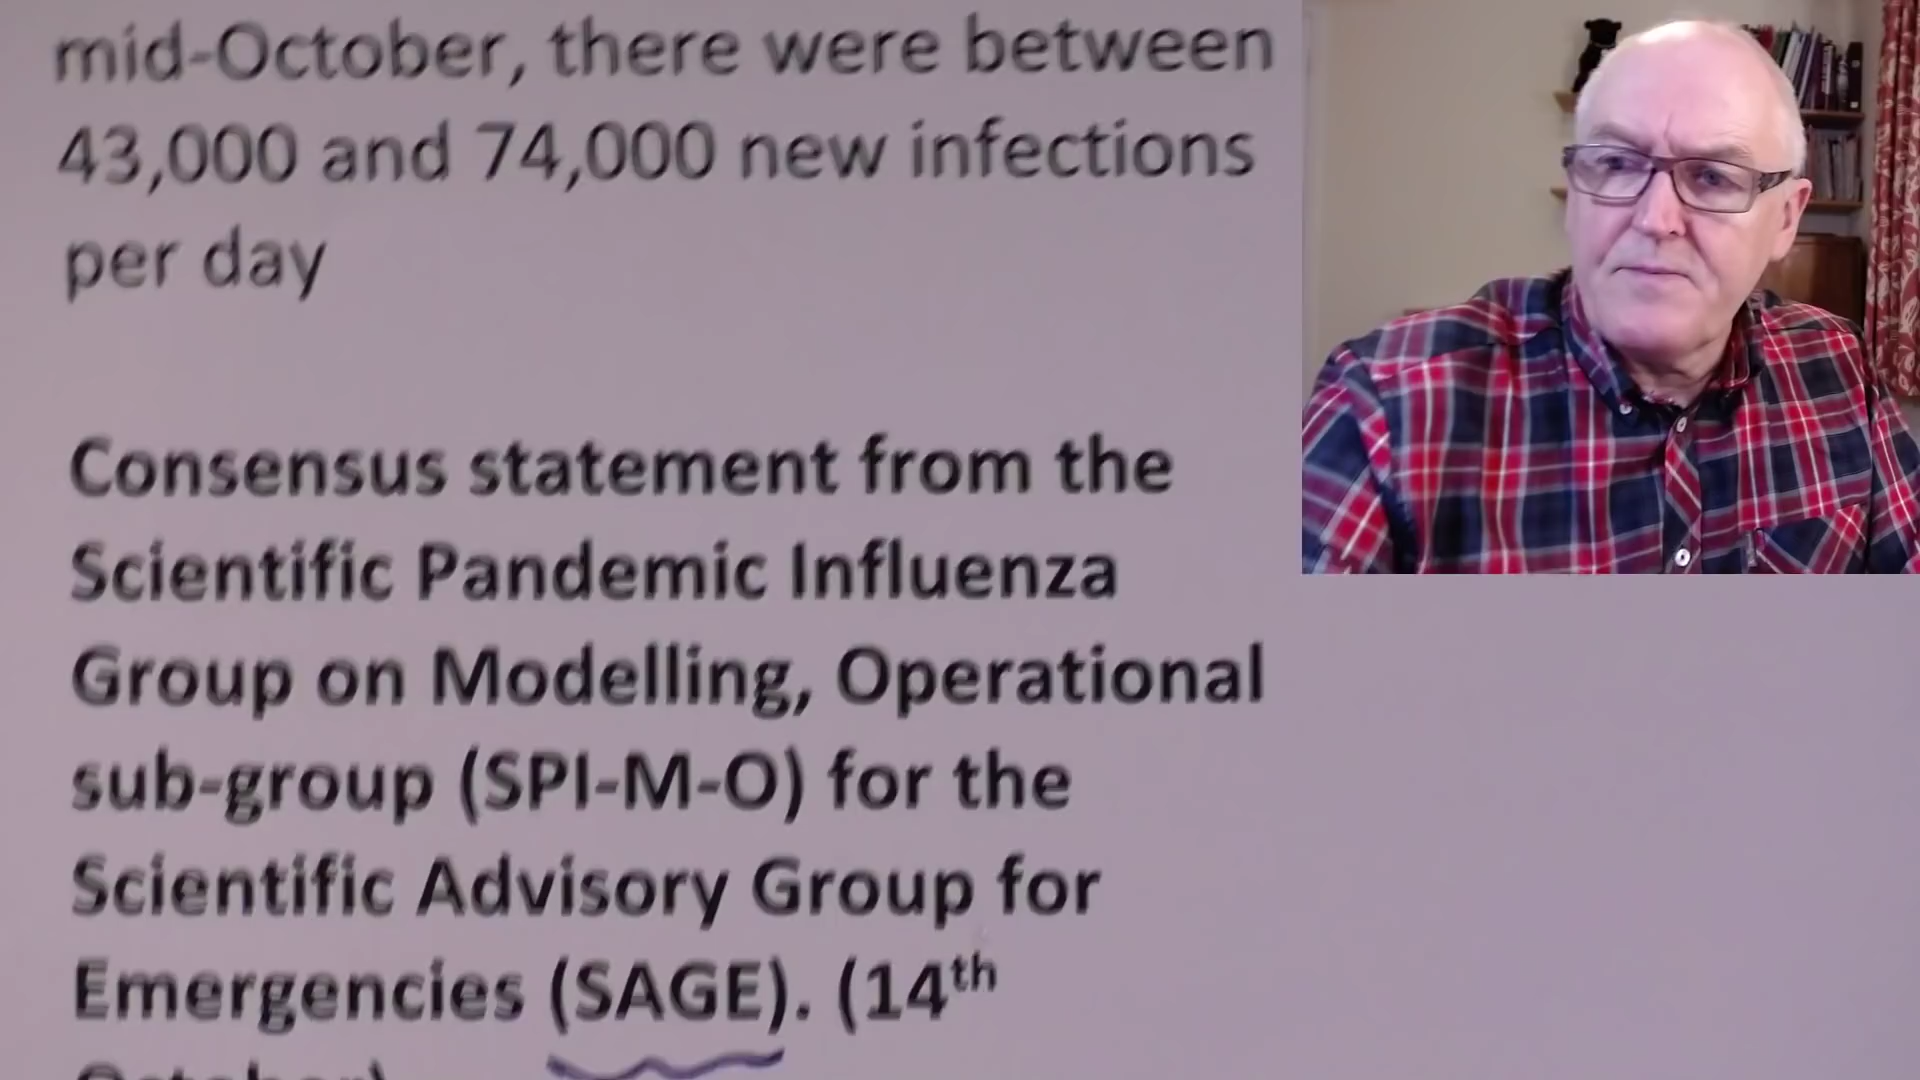 mid-October, there were between
43,000 and 74,000 new infections
per day
Consensus statement from the
Scientific Pandemic Influenza
Group on Modelling, Operational
sub-group (SPI-M-O) for the
Scientific Advisory Group for
Emergencies (SAGE). (14th
October)